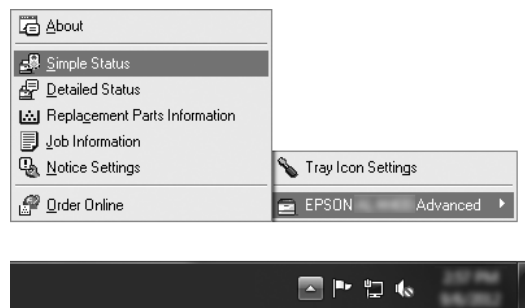 About
Simple Status
Detailed Status
Replacement Parts Information
Job Information
Notice Settings
Order Online
Tray Icon Settings
EPSON Advanced